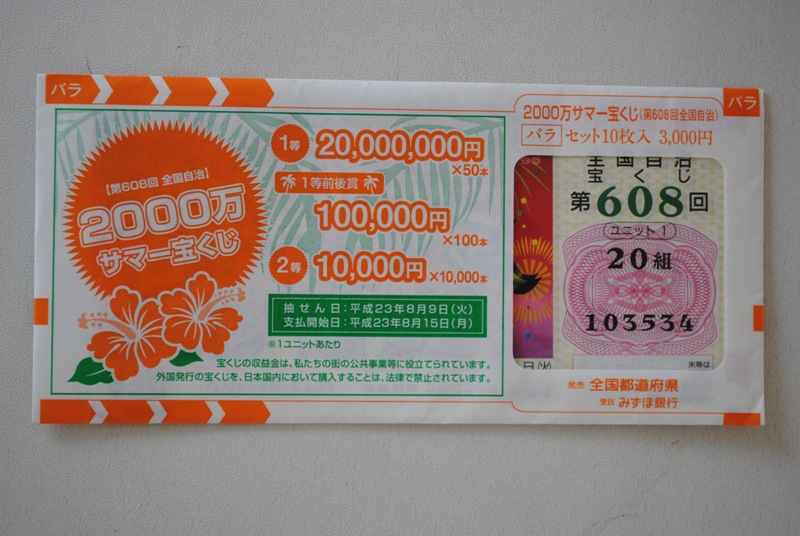 バラ
[第608回 全国自治]
2000万
サマー宝くじ
1等 20,000,000円
×50本
1等前後賞
100,000円
×100本
2等 10,000円 ×10,000本
抽せん日:平成23年8月9日(火)
支払開始日:平成23年8月15日(月)
※1ユニットあたり
宝くじの収益金は、私たちの街の公共事業等に役立てられています。
外国発行の宝くじを、日本国内において購入することは、法律で禁止されています。
バラ
2000万サマー宝くじ(第608回全国自治)
バラ セット10枚入 3,000円
全国自治
宝くじ
第608回
ユニット1
20組
103534
日(火)
末等は
発売 全国都道府県
受託 みずほ銀行